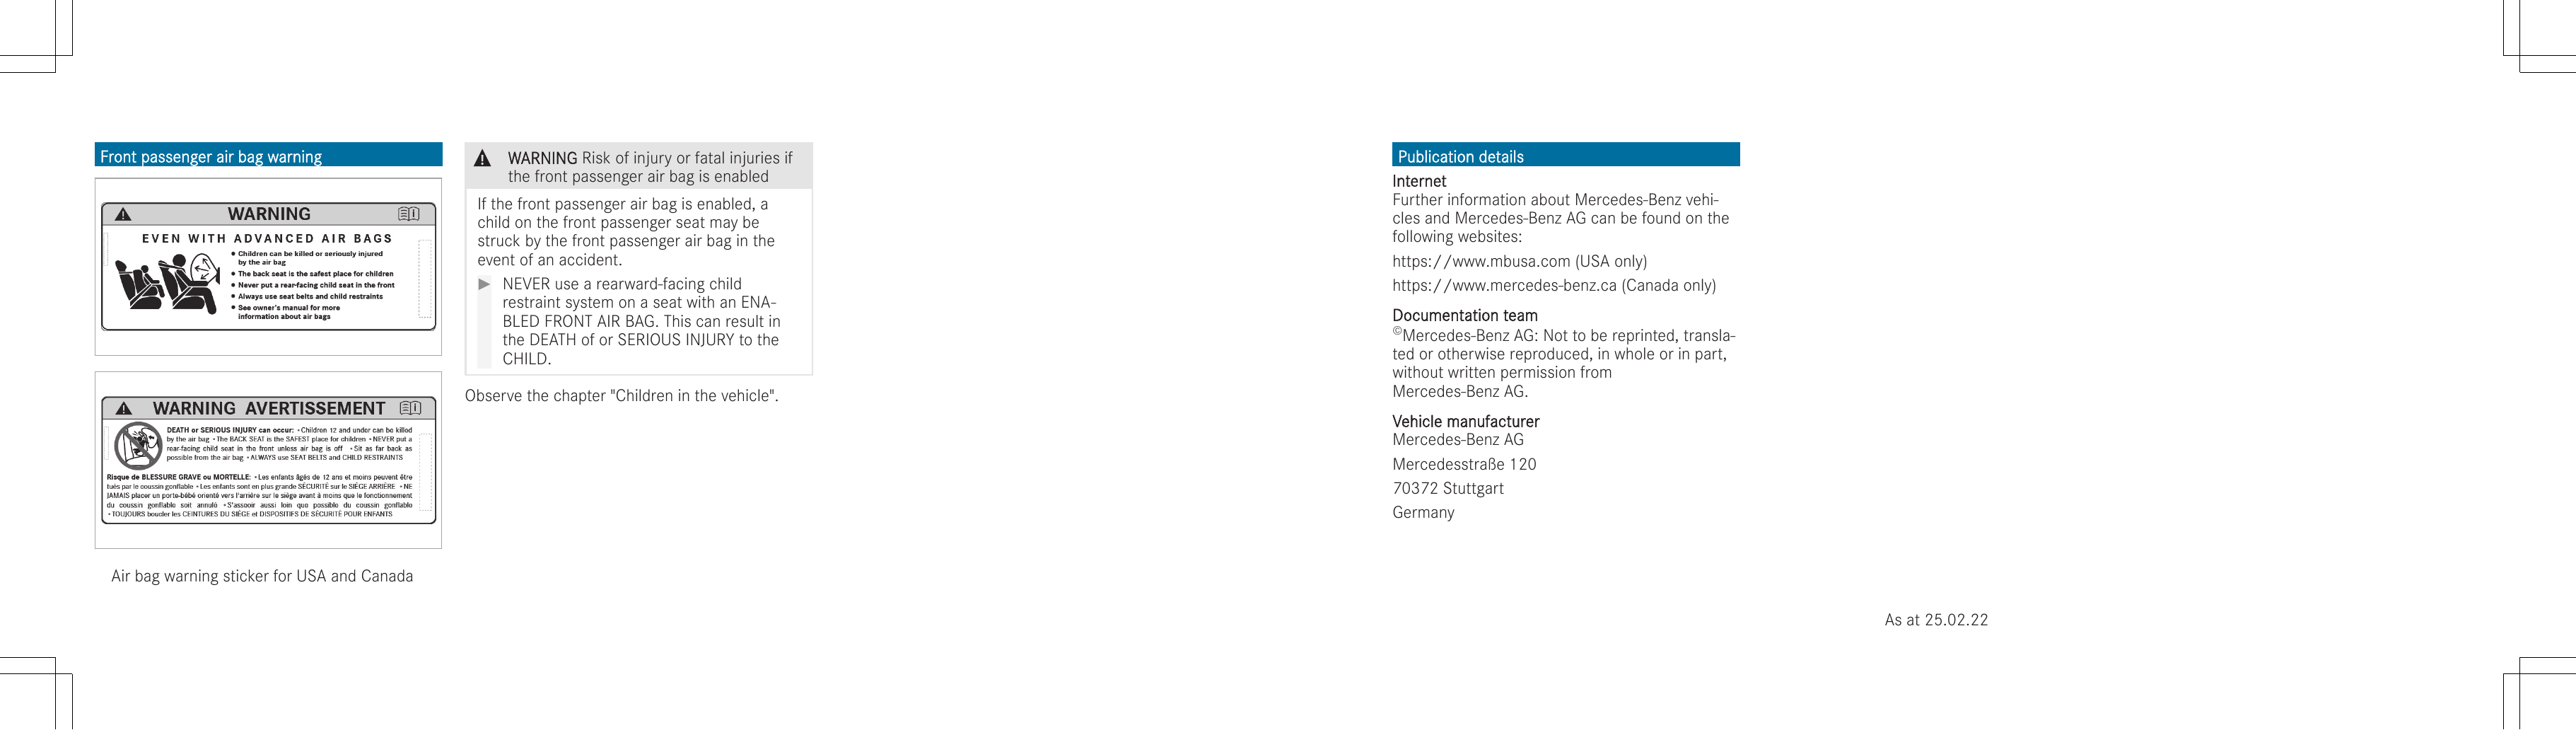 Front passenger air bag warning
WARNING
EVEN WITH ADVANCED AIR BAGS
• Children can be killed or seriously injured
by the air bag
• The back seat is the safest place for children
• Never put a rear-facing child seat in the front
• Always use seat belts and child restraints
• See owner's manual for more
information about air bags
WARNING AVERTISSEMENT
DEATH or SERIOUS INJURY can occur: •Children 12 and under can be killed
by the air bag •The BACK SEAT is the SAFEST place for children •NEVER put a
rear-facing child seat in the front unless air bag is off •Sit as far back as
possible from the air bag •ALWAYS use SEAT BELTS and CHILD RESTRAINTS
Risque de BLESSURE GRAVE ou MORTELLE: •Les enfants âgés de 12 ans et moins peuvent être
tués par le coussin gonflable •Les enfants sont en plus grande SÉCURITÉ sur le SIÈGE ARRIÈRE •NE
JAMAIS placer un porte-bébé orienté vers l'arrière sur le siège avant à moins que le fonctionnement
du coussin gonflable soit annulé •S'asseoir aussi loin que possible du coussin gonflable
•TOUJOURS boucler les CEINTURES DU SIÈGE et DISPOSITIFS DE SÉCURITÉ POUR ENFANTS
Air bag warning sticker for USA and Canada
WARNING Risk of injury or fatal injuries if
the front passenger air bag is enabled
If the front passenger air bag is enabled, a
child on the front passenger seat may be
struck by the front passenger air bag in the
event of an accident.
▶ NEVER use a rearward-facing child
restraint system on a seat with an ENA-
BLED FRONT AIR BAG. This can result in
the DEATH of or SERIOUS INJURY to the
CHILD.
Observe the chapter "Children in the vehicle".
Publication details
Internet
Further information about Mercedes-Benz vehi-
cles and Mercedes-Benz AG can be found on the
following websites:
https://www.mbusa.com (USA only)
https://www.mercedes-benz.ca (Canada only)
Documentation team
©Mercedes-Benz AG: Not to be reprinted, transla-
ted or otherwise reproduced, in whole or in part,
without written permission from
Mercedes-Benz AG.
Vehicle manufacturer
Mercedes-Benz AG
Mercedesstraße 120
70372 Stuttgart
Germany
As at 25.02.22